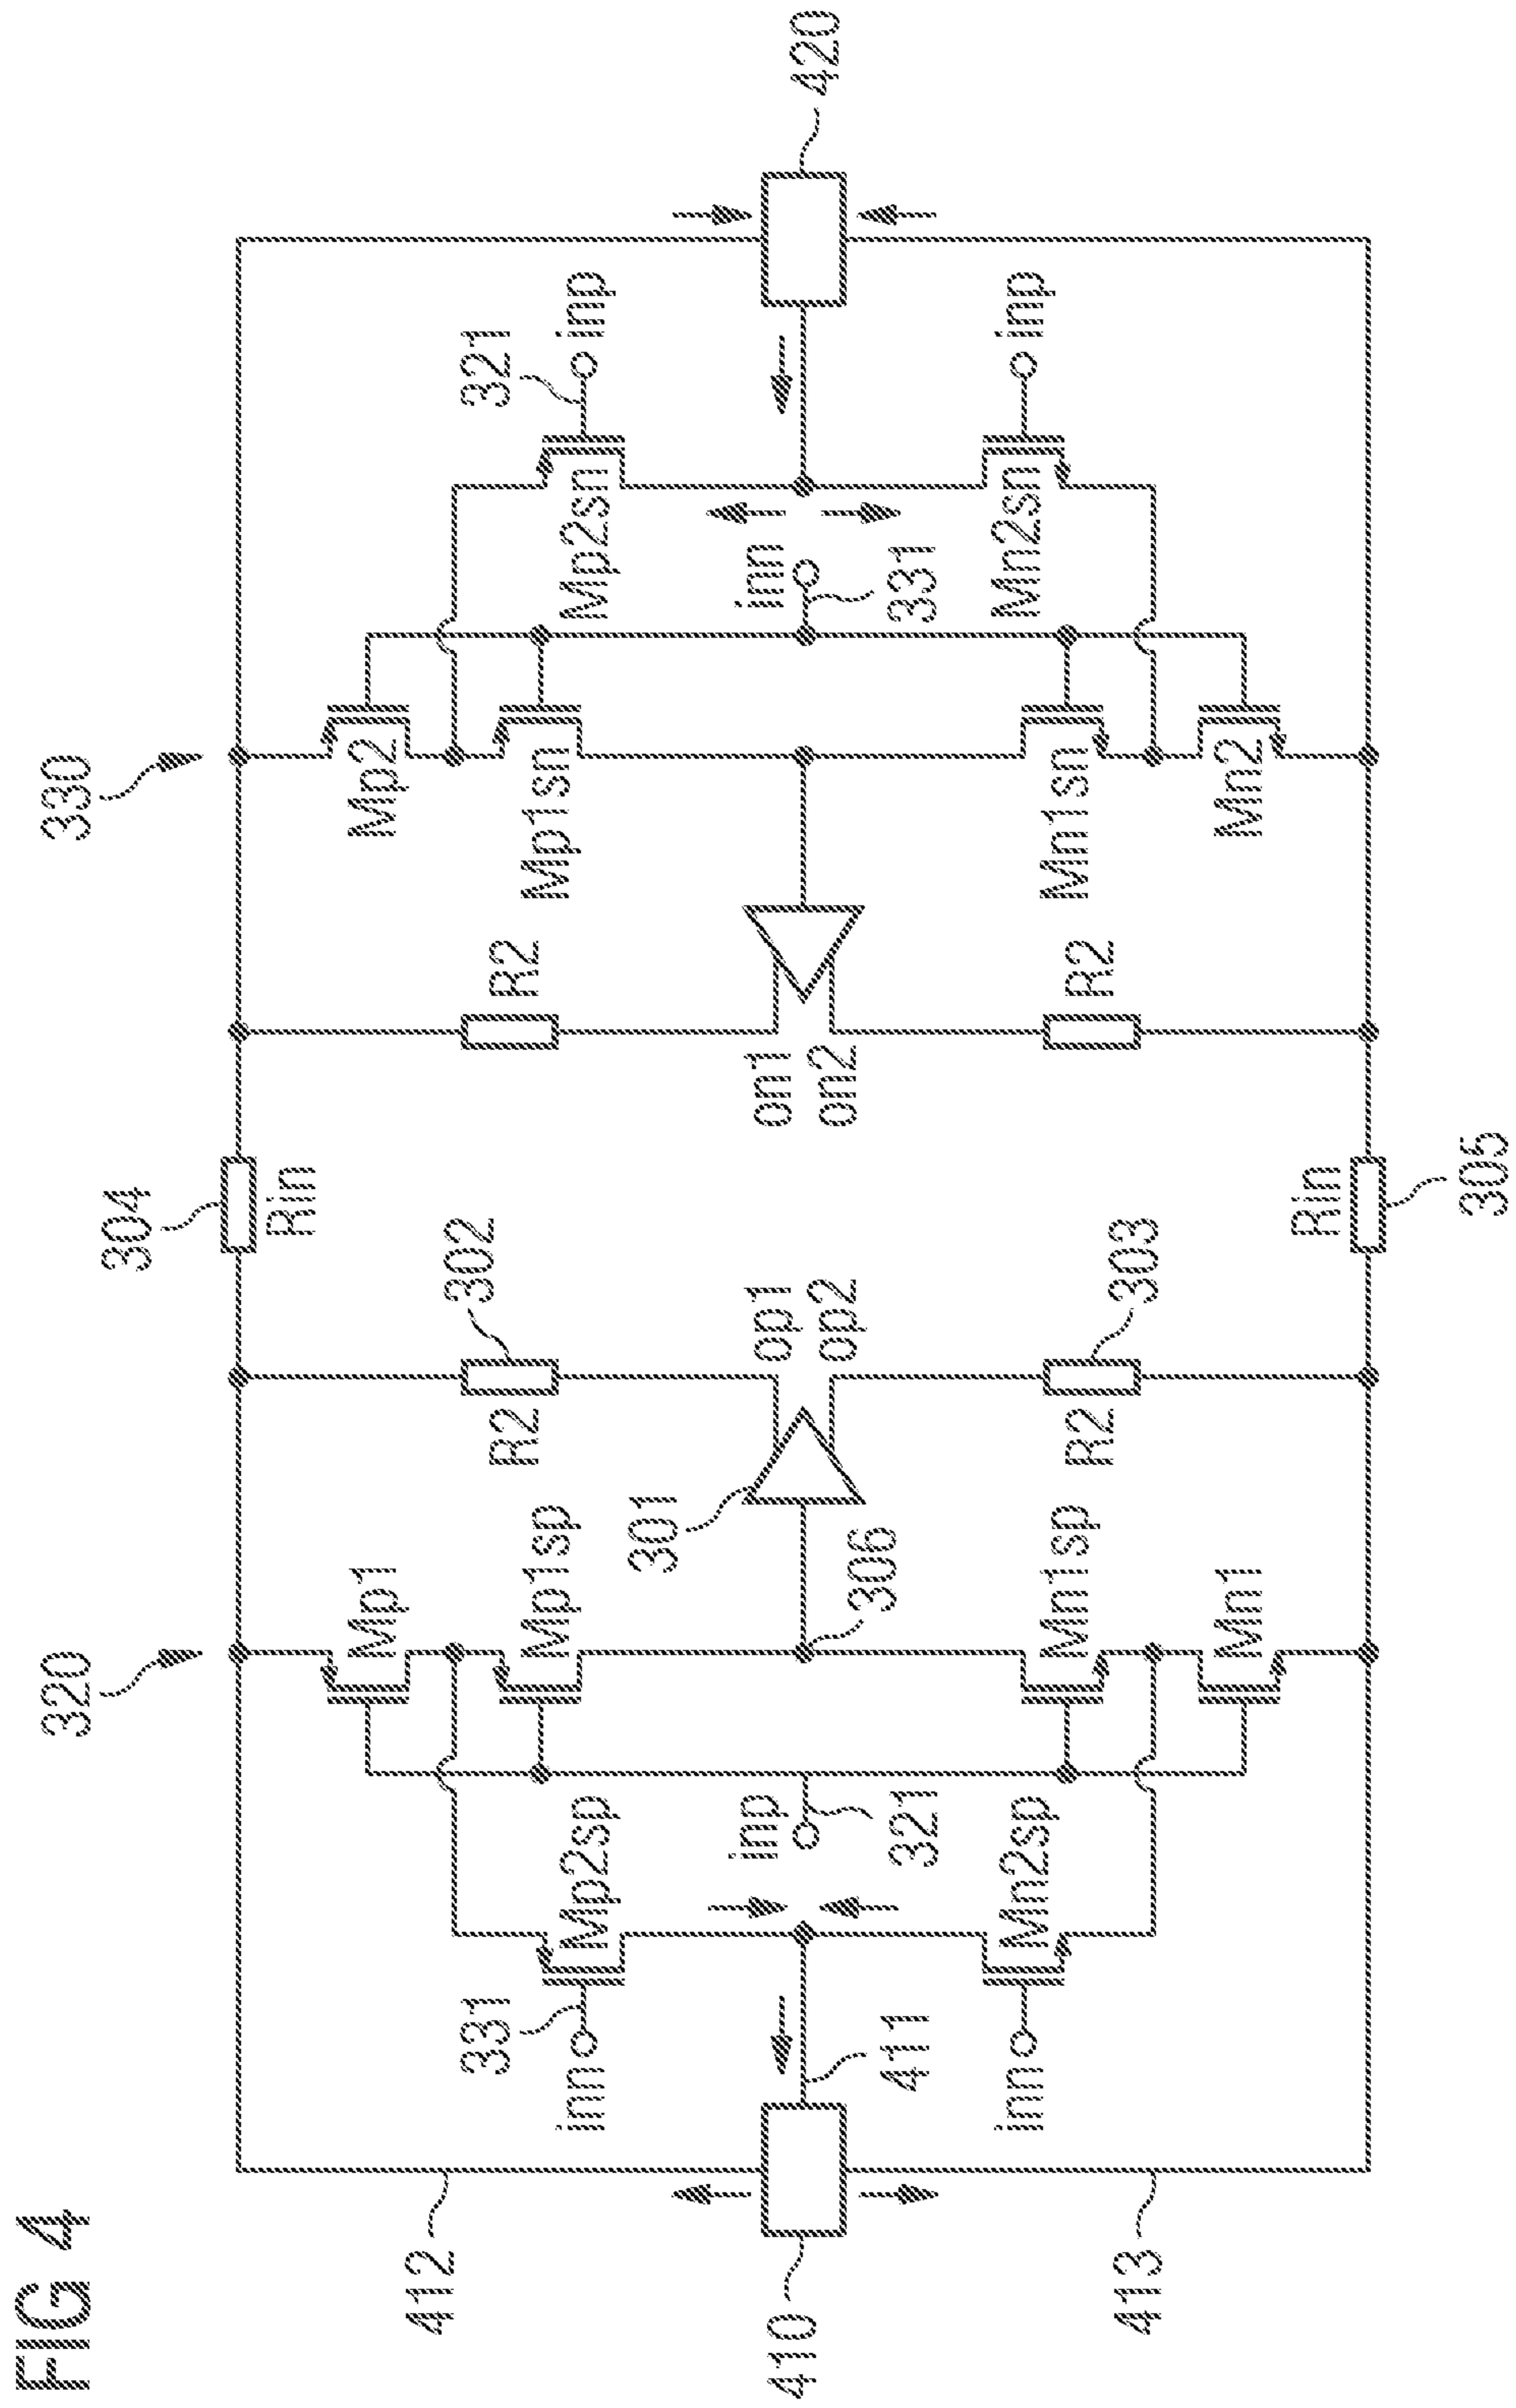 FIG 4
320
330
304
Rin
412
Mp1
Mp2
331
inn
Mp2sp
Mp1sp
R2
302
R2
Mp1sn
Mp2sn
321
inp
301
inp
op1
on1
inn
410
op2
on2
420
411
321
306
331
inn
Mn2sp
Mn1sp
R2
303
R2
Mn1sn
Mn2sn
inp
413
Mn1
Rin
Mn2
305